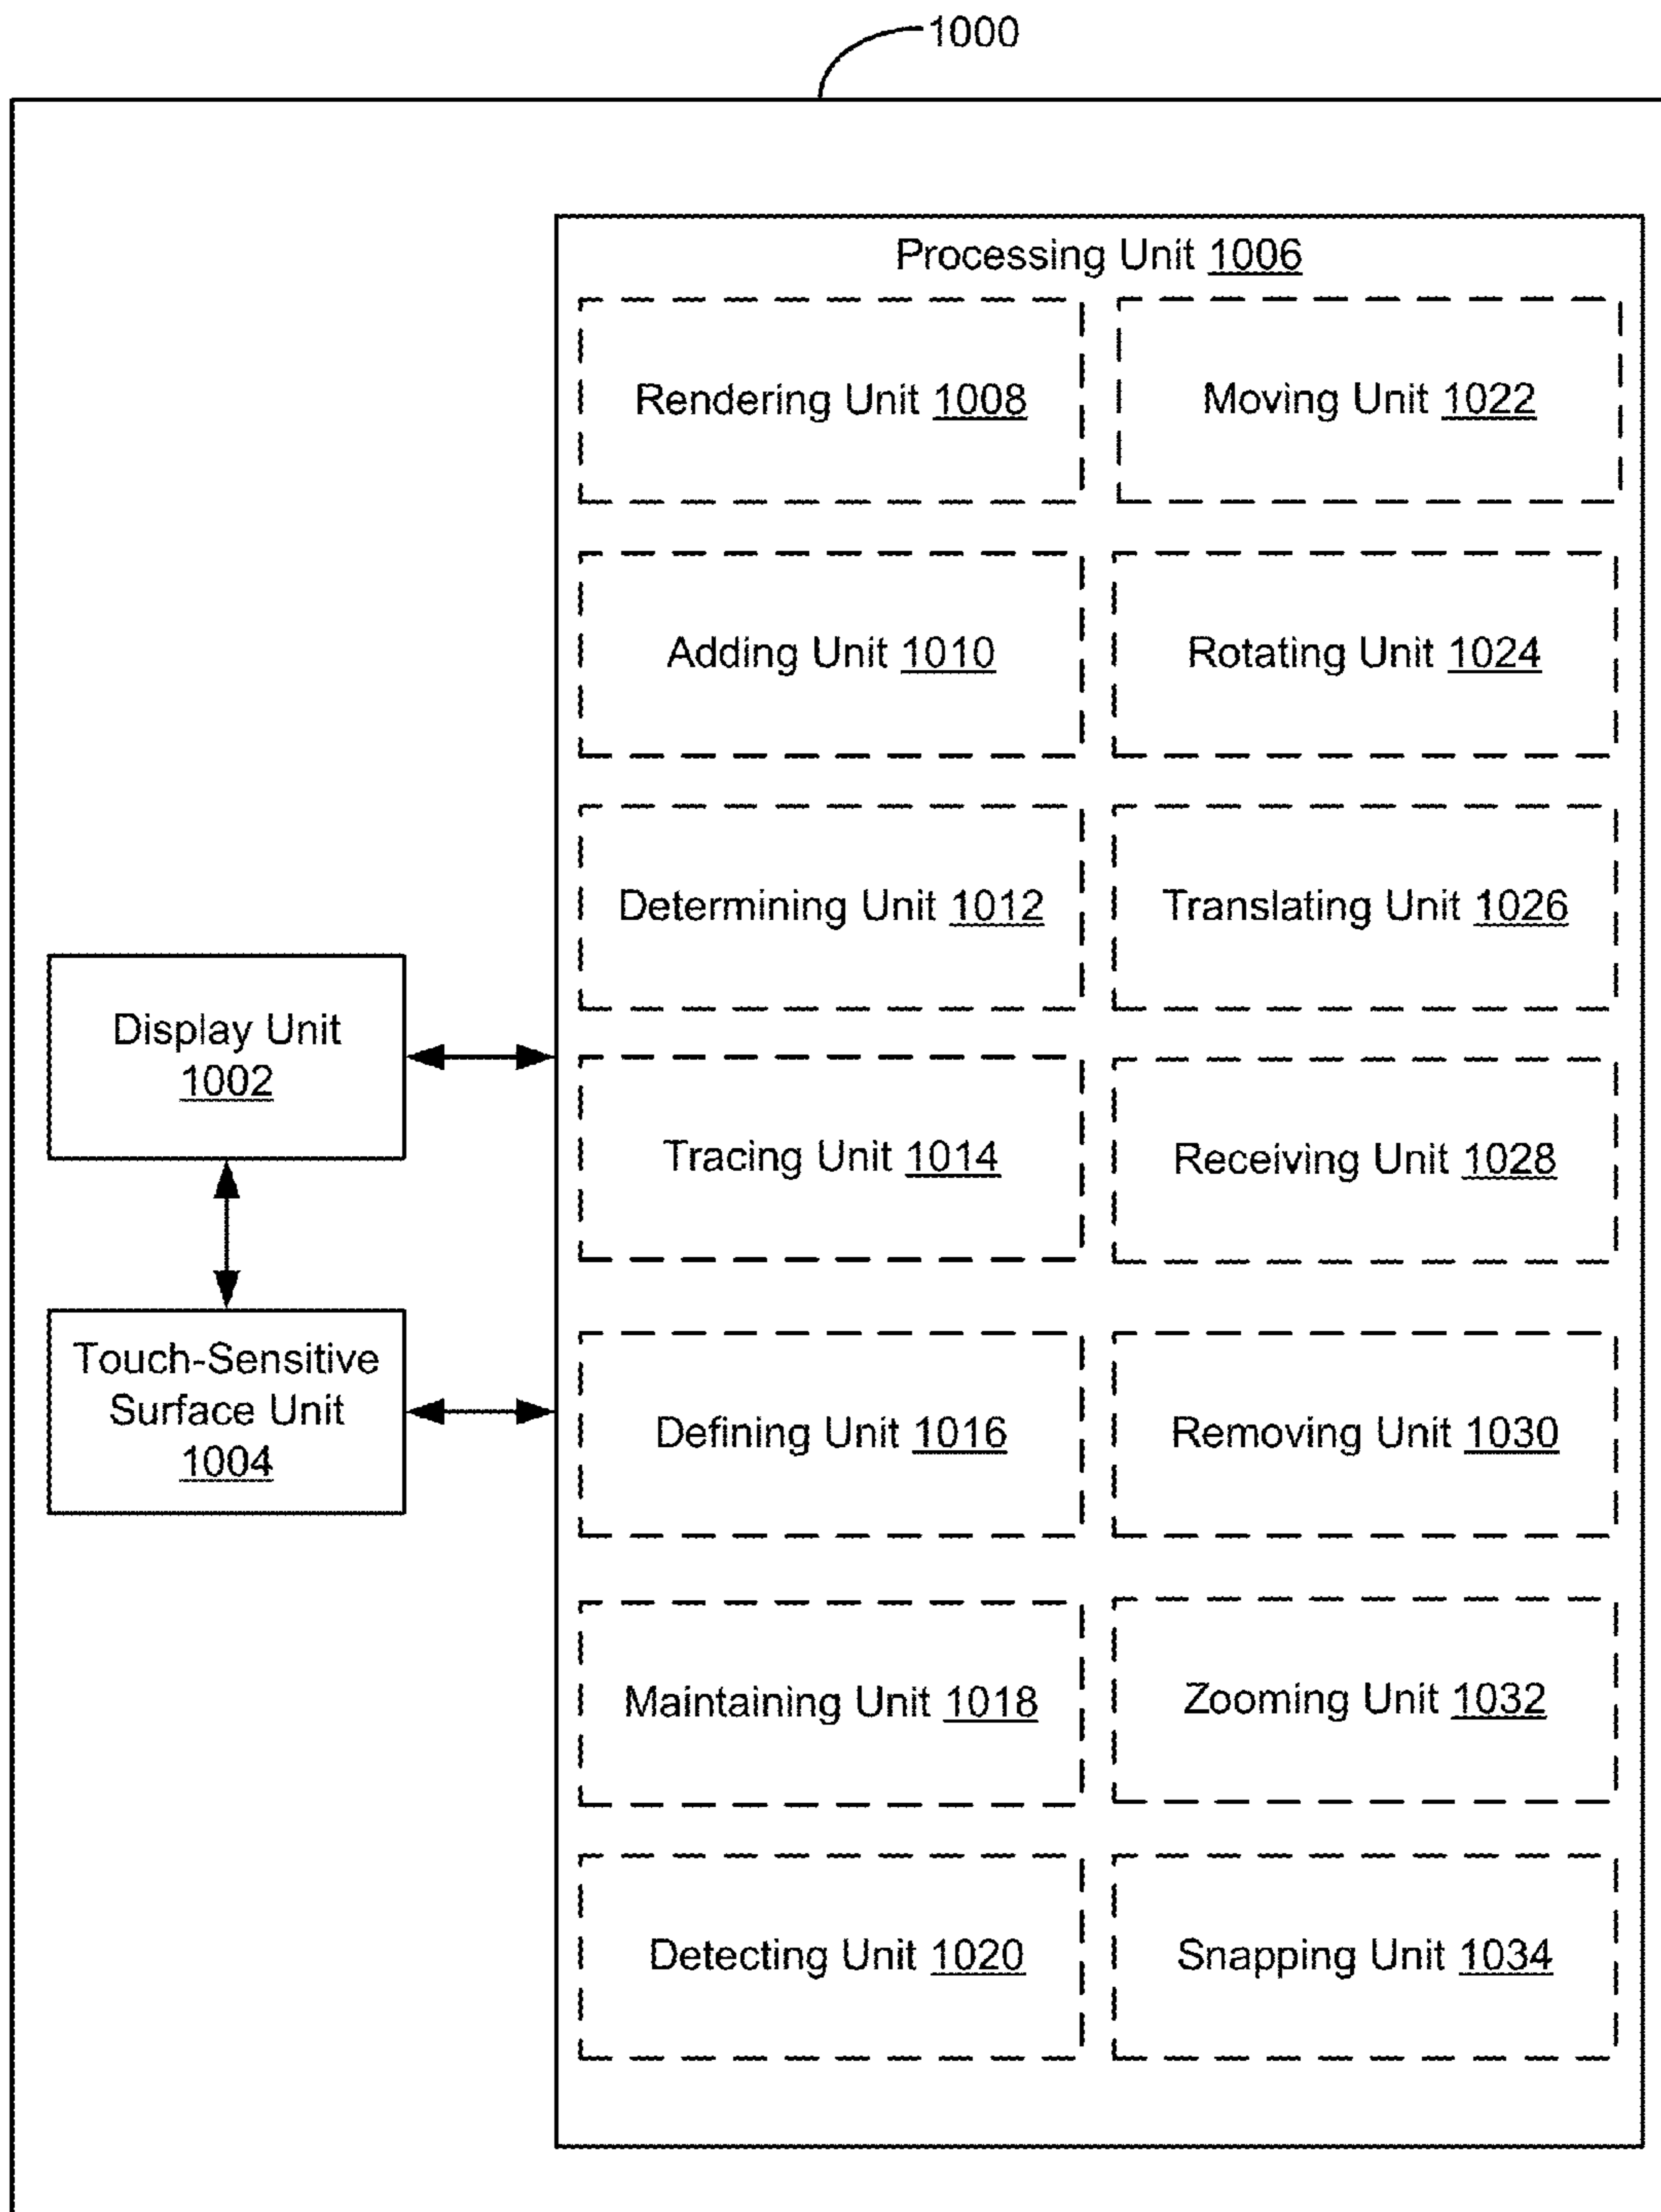 1000
Processing Unit 1006
Rendering Unit 1008
Moving Unit 1022
Adding Unit 1010
Rotating Unit 1024
Determining Unit 1012
Translating Unit 1026
Display Unit
1002
Tracing Unit 1014
Receiving Unit 1028
Touch-Sensitive
Surface Unit
1004
Defining Unit 1016
Removing Unit 1030
Maintaining Unit 1018
Zooming Unit 1032
Detecting Unit 1020
Snapping Unit 1034